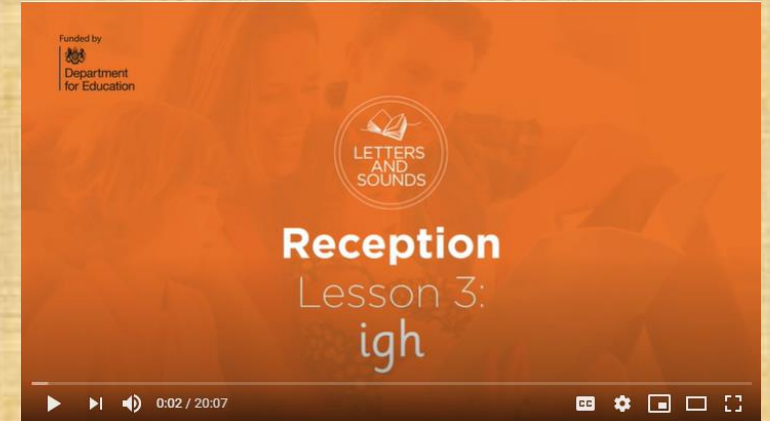 Funded by
Department
for Education
LETTERS
AND
SOUNDS
Reception
Lesson 3:
igh
0:02 / 20:07
CC